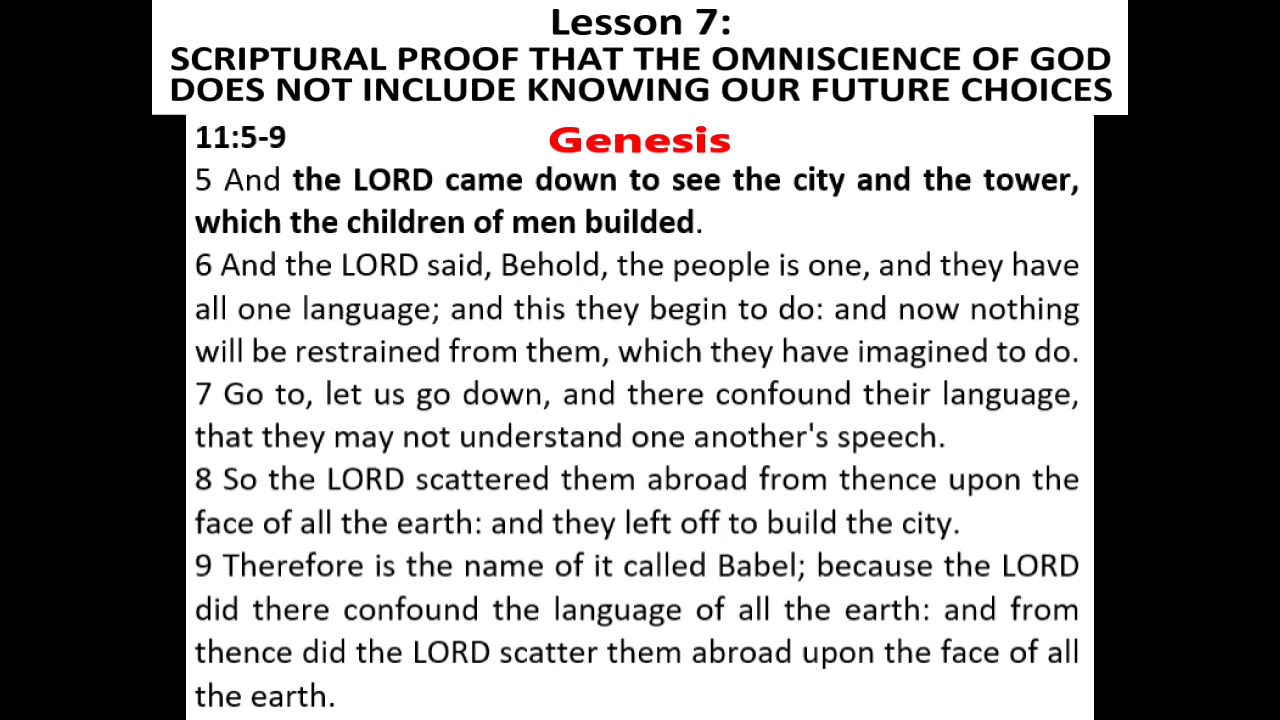 Lesson 7:
SCRIPTURAL PROOF THAT THE OMNISCIENCE OF GOD
DOES NOT INCLUDE KNOWING OUR FUTURE CHOICES
11:5-9 Genesis
5 And the LORD came down to see the city and the tower,
which the children of men builded.
6 And the LORD said, Behold, the people is one, and they have
all one language; and this they begin to do: and now nothing
will be restrained from them, which they have imagined to do.
7 Go to, let us go down, and there confound their language,
that they may not understand one another's speech.
8 So the LORD scattered them abroad from thence upon the
face of all the earth: and they left off to build the city.
9 Therefore is the name of it called Babel; because the LORD
did there confound the language of all the earth: and from
thence did the LORD scatter them abroad upon the face of all
the earth.